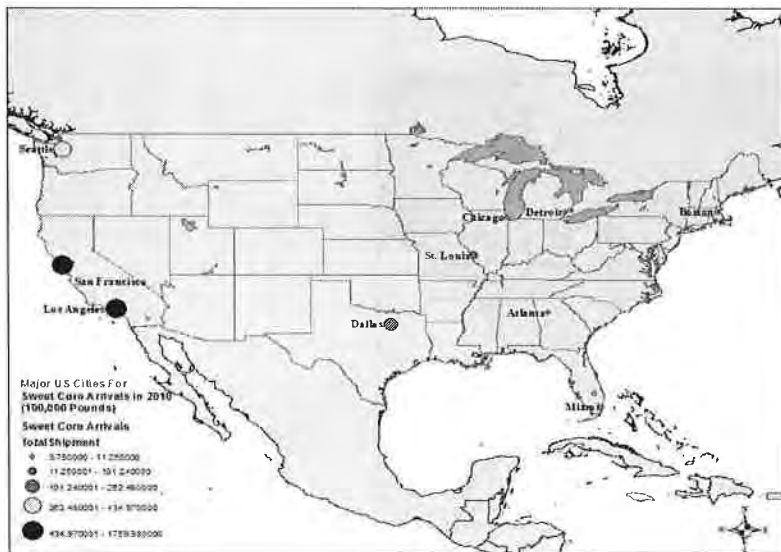 Seattle
Chicago
Detroit
Boston
St. Louis
San Francisco
Los Angeles
Atlanta
Dallas
Miami
Major US Cities For
Sweet Corn Arrivals in 2010
(100,000 Pounds)
Sweet Corn Arrivals
Total Shipment